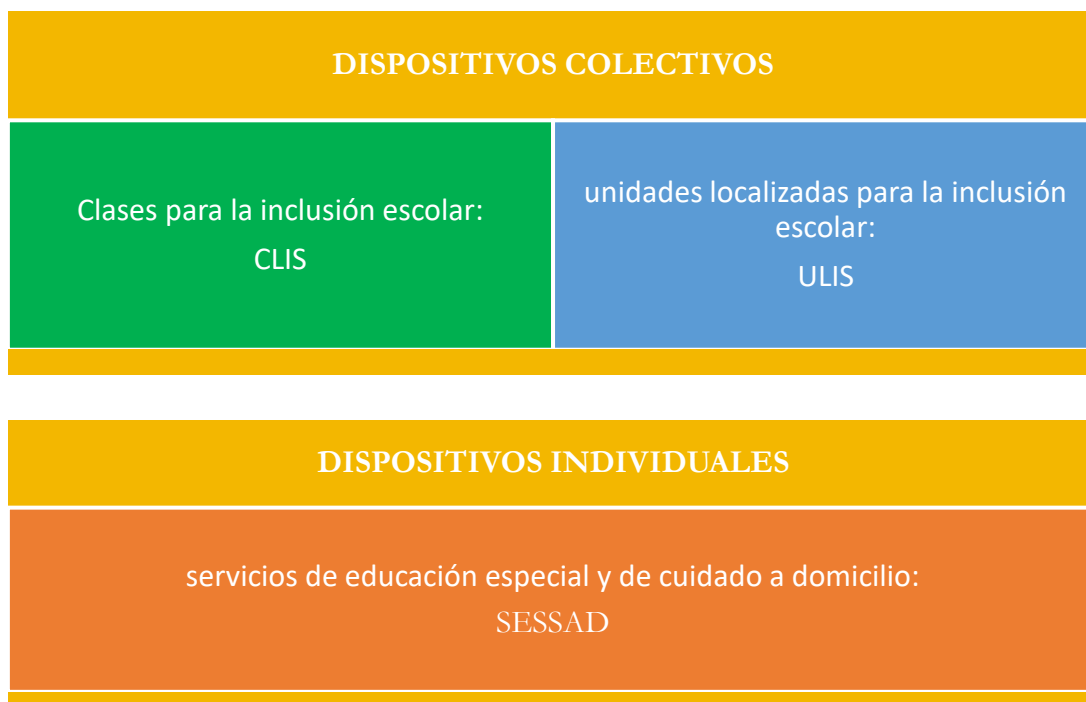 DISPOSITIVOS COLECTIVOS
Clases para la inclusión escolar:
CLIS
unidades localizadas para la inclusión
escolar:
ULIS
DISPOSITIVOS INDIVIDUALES
servicios de educación especial y de cuidado a domicilio:
SESSAD